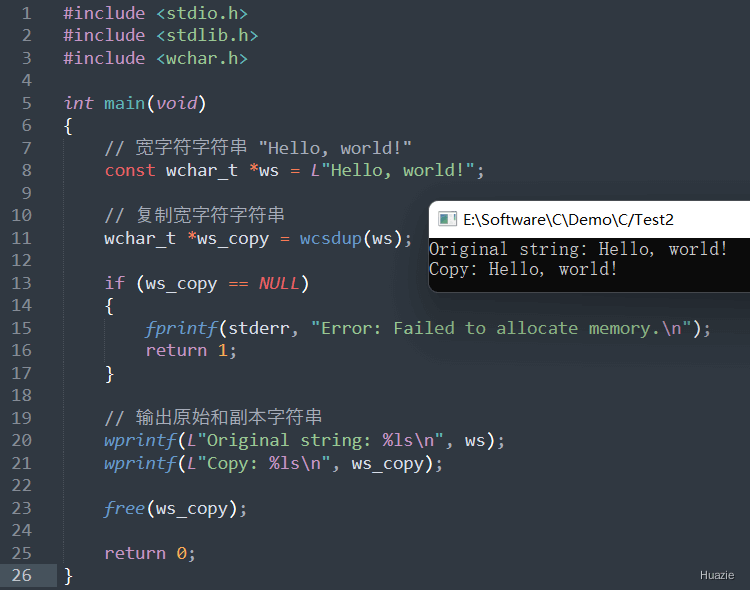 1 #include <stdio.h>
2 #include <stdlib.h>
3 #include <wchar.h>
4
5 int main(void)
6 {
7     // 宽字符字符串 "Hello, world!"
8     const wchar_t *ws = L"Hello, world!";
9
10     // 复制宽字符字符串
11     wchar_t *ws_copy = wcsdup(ws);
12
13     if (ws_copy == NULL)
14     {
15         fprintf(stderr, "Error: Failed to allocate memory.\n");
16         return 1;
17     }
18
19     // 输出原始和副本字符串
20     wprintf(L"Original string: %ls\n", ws);
21     wprintf(L"Copy: %ls\n", ws_copy);
22
23     free(ws_copy);
24
25     return 0;
26 }
E:\Software\C\Demo\C/Test2
Original string: Hello, world!
Copy: Hello, world!
Huazie